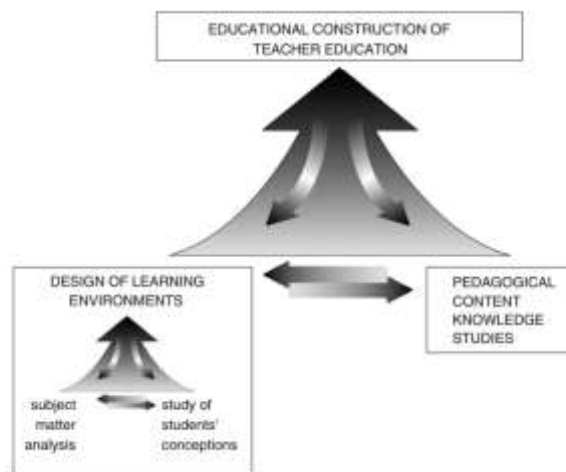 EDUCATIONAL CONSTRUCTION OF
TEACHER EDUCATION
DESIGN OF LEARNING
ENVIRONMENTS
subject
matter
analysis
study of
students'
conceptions
PEDAGOGICAL
CONTENT
KNOWLEDGE
STUDIES